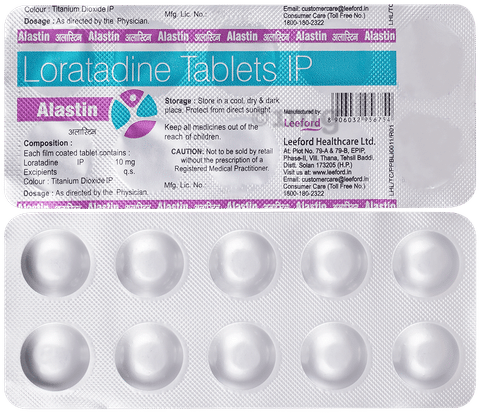 Colour : Titanium Dioxide IP
Dosage : As directed by the Physician.
Mfg. Lic. No.:
Email: customercare@leeford.in
Consumer Care (Toll Free No.)
1800-180-2322
Alastin अलास्टिन Alastin अलास्टिन Alastin अलास्टिन Alastin अलास्टिन Alastin
Loratadine Tablets IP
Alastin
अलास्टिन
Composition :
Each film coated tablet contains :
Loratadine IP 10 mg
Excipients q.s.
Colour : Titanium Dioxide IP
Dosage : As directed by the Physician.
Storage : Store in a cool, dry & dark
place. Protect from direct sunlight.
Keep all medicines out of the
reach of children.
CAUTION: Not to be sold by retail
without the prescription of a
Registered Medical Practitioner.
Mfg. Lic. No.:
Manufactured by
Leeford
8 906032 956754
Leeford Healthcare Ltd.
At: Plot No. 79-A & 79-B, EPIP,
Phase-II, Vill. Thana, Tehsil Baddi,
Distt. Solan 173205 (H.P.)
Visit us at: www.leeford.in
Email: customercare@leeford.in
Consumer Care (Toll Free No.)
1800-180-2322